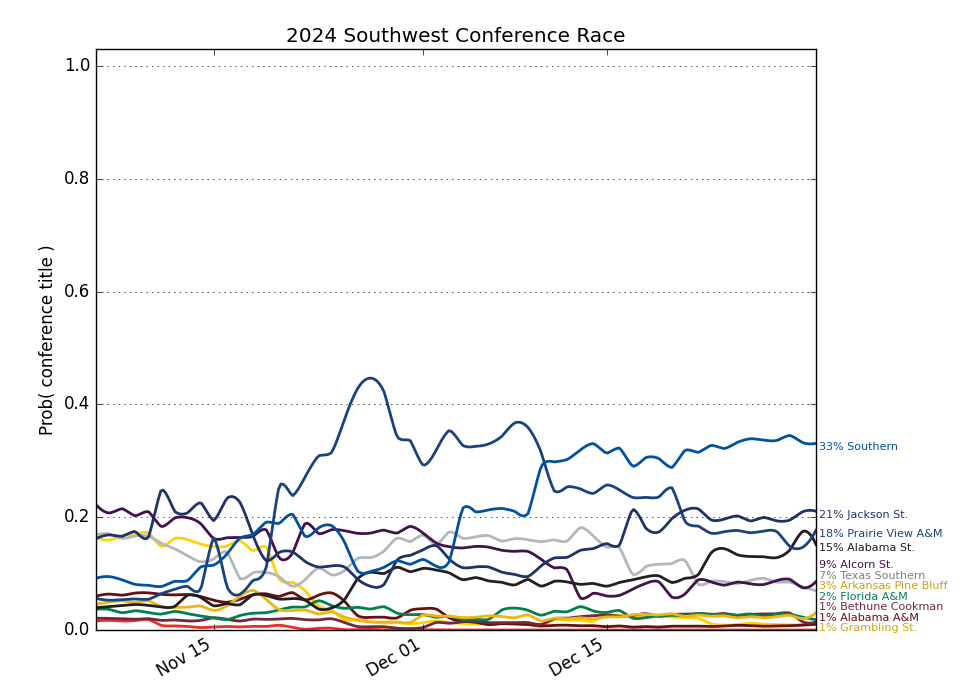 2024 Southwest Conference Race
Prob( conference title )
1.0
0.8
0.6
0.4
0.2
0.0
Nov 15
Dec 01
Dec 15
33% Southern
21% Jackson St.
18% Prairie View A&M
15% Alabama St.
9% Alcorn St.
7% Texas Southern
3% Arkansas Pine Bluff
2% Florida A&M
1% Bethune Cookman
1% Alabama A&M
1% Grambling St.